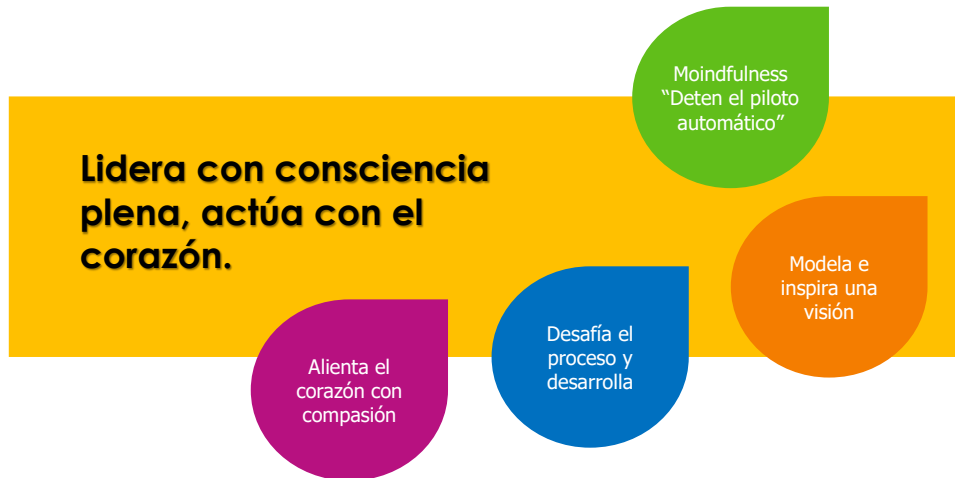 Moindfulness
“Deten el piloto
automático”
Lidera con consciencia
plena, actúa con el
corazón.
Modela e
inspira una
visión
Desafía el
proceso y
desarrolla
Alienta el
corazón con
compasión